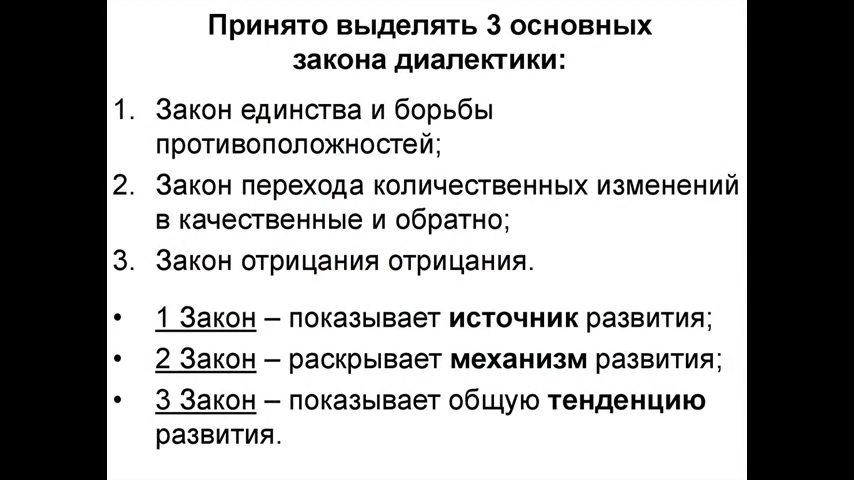 Принято выделять 3 основных
закона диалектики:
1. Закон единства и борьбы
противоположностей;
2. Закон перехода количественных изменений
в качественные и обратно;
3. Закон отрицания отрицания.
• 1 Закон – показывает источник развития;
• 2 Закон – раскрывает механизм развития;
• 3 Закон – показывает общую тенденцию
развития.